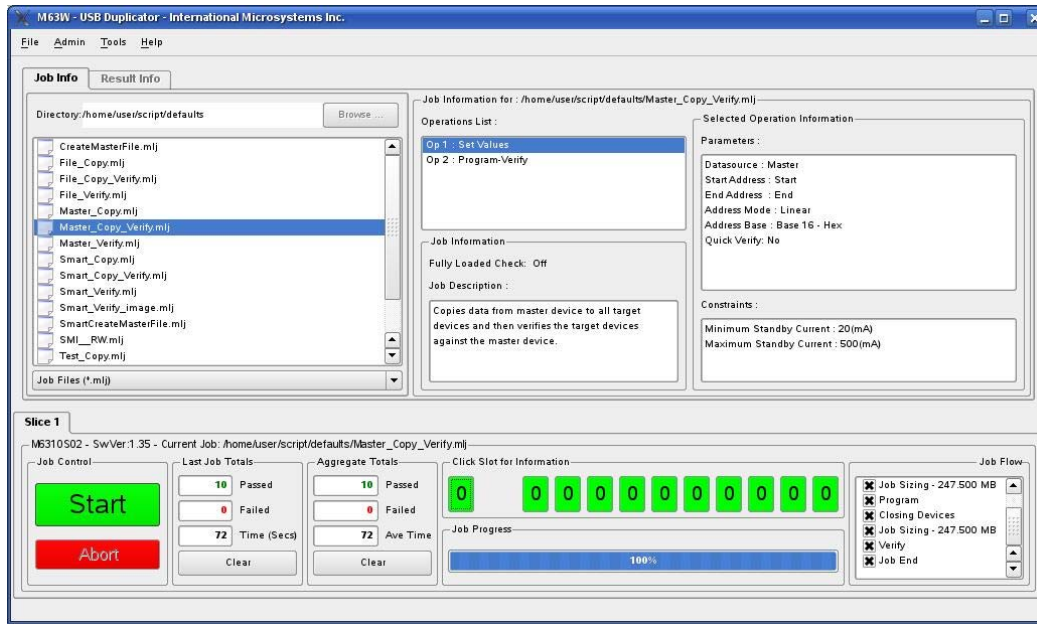 M63W - USB Duplicator - International Microsystems Inc.
File Admin Tools Help
Job Info Result Info
Directory:/home/user/script/defaults Browse ...
CreateMasterFile.mlj
File_Copy.mlj
File_Copy_Verify.mlj
File_Verify.mlj
Master_Copy.mlj
Master_Copy_Verify.mlj
Master_Verify.mlj
Smart_Copy.mlj
Smart_Copy_Verify.mlj
Smart_Verify.mlj
Smart_Verify_image.mlj
SmartCreateMasterFile.mlj
SMI__RW.mlj
Test_Copy.mlj
Job Files (*.mlj)
Job Information for : /home/user/script/defaults/Master_Copy_Verify.mlj
Operations List :
Op 1 : Set Values
Op 2 : Program-Verify
Job Information
Fully Loaded Check: Off
Job Description :
Copies data from master device to all target
devices and then verifies the target devices
against the master device.
Selected Operation Information
Parameters :
Datasource : Master
Start Address : Start
End Address : End
Address Mode : Linear
Address Base : Base 16 - Hex
Quick Verify: No
Constraints :
Minimum Standby Current : 20(mA)
Maximum Standby Current : 500(mA)
Slice 1
M6310S02 - SwVer:1.35 - Current Job: /home/user/script/defaults/Master_Copy_Verify.mlj
Job Control
Start
Abort
Last Job Totals
10 Passed
0 Failed
72 Time (Secs)
Clear
Aggregate Totals
10 Passed
0 Failed
72 Ave Time
Clear
Click Slot for Information
0 0 0 0 0 0 0 0 0 0 0
Job Progress
100%
Job Flow
Job Sizing - 247.500 MB
Program
Closing Devices
Job Sizing - 247.500 MB
Verify
Job End